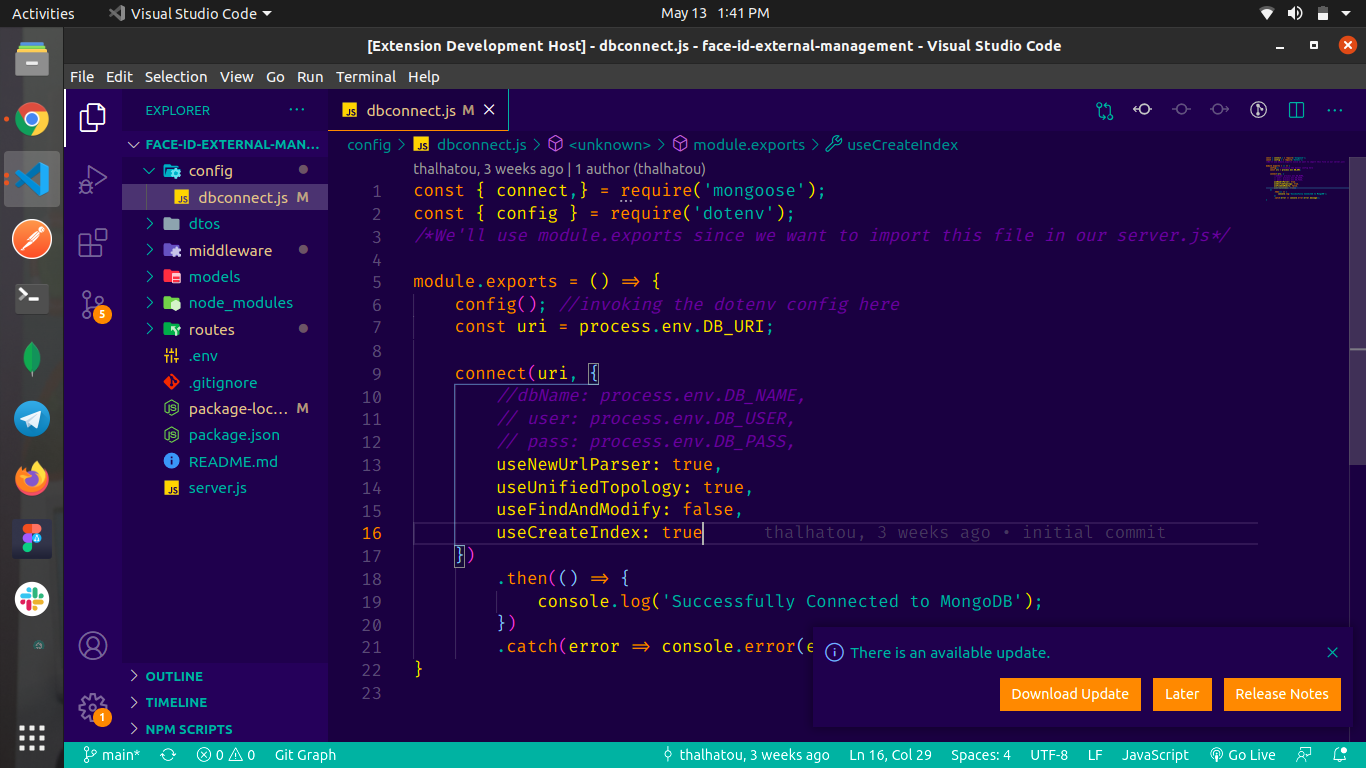 Activities
Visual Studio Code
May 13 1:41 PM
[Extension Development Host] - dbconnect.js - face-id-external-management - Visual Studio Code
File Edit Selection View Go Run Terminal Help
EXPLORER
FACE-ID-EXTERNAL-MAN...
config
JS dbconnect.js M
dtos
middleware
models
node_modules
routes
.env
.gitignore
package-loc... M
package.json
README.md
JS server.js
OUTLINE
TIMELINE
NPM SCRIPTS
5
1
JS dbconnect.js M
config > JS dbconnect.js > <unknown> > module.exports > useCreateIndex
thalhatou, 3 weeks ago | 1 author (thalhatou)
1 const { connect,} = require('mongoose');
2 const { config } = require('dotenv');
3 /*We'll use module.exports since we want to import this file in our server.js*/
4
5 module.exports = () => {
6 config(); //invoking the dotenv config here
7 const uri = process.env.DB_URI;
8
9 connect(uri, {
10 //dbName: process.env.DB_NAME,
11 // user: process.env.DB_USER,
12 // pass: process.env.DB_PASS,
13 useNewUrlParser: true,
14 useUnifiedTopology: true,
15 useFindAndModify: false,
16 useCreateIndex: true thalhatou, 3 weeks ago • initial commit
17 })
18 .then(() => {
19 console.log('Successfully Connected to MongoDB');
20 })
21 .catch(error => console.error(e
22 }
23
There is an available update.
Download Update
Later
Release Notes
main* 0 0 Git Graph thalhatou, 3 weeks ago Ln 16, Col 29 Spaces: 4 UTF-8 LF JavaScript Go Live